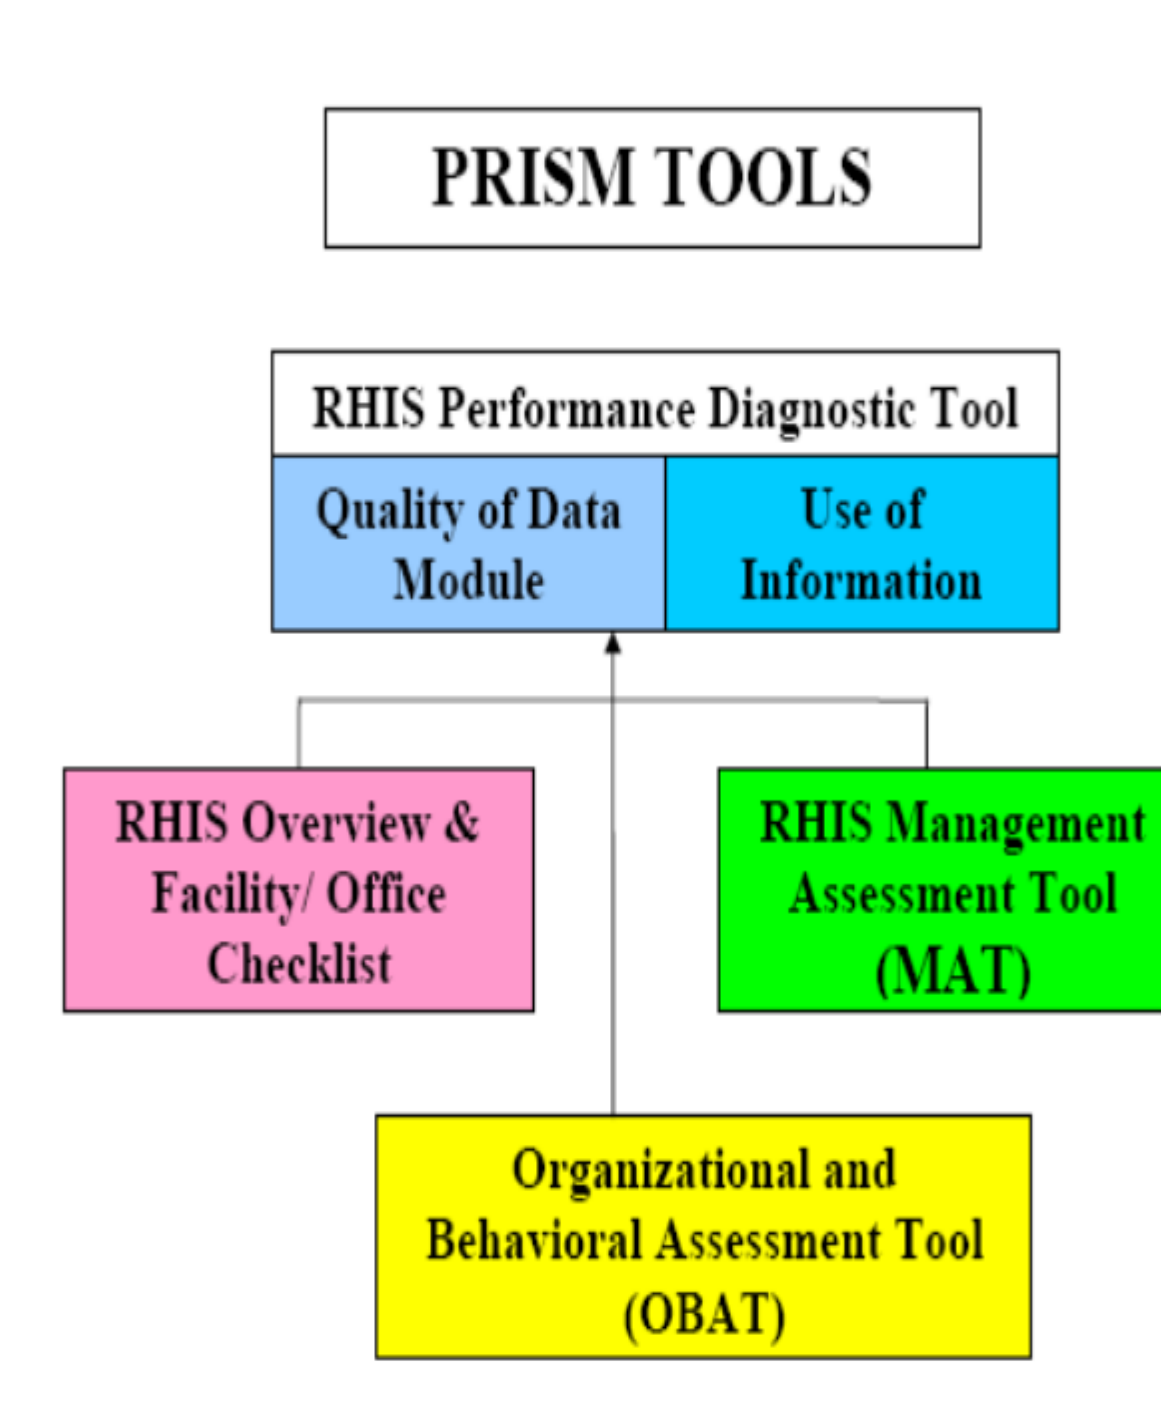 PRISM TOOLS
RHIS Performance Diagnostic Tool
Quality of Data
Module
Use of
Information
RHIS Overview &
Facility/ Office
Checklist
RHIS Management
Assessment Tool
(MAT)
Organizational and
Behavioral Assessment Tool
(OBAT)